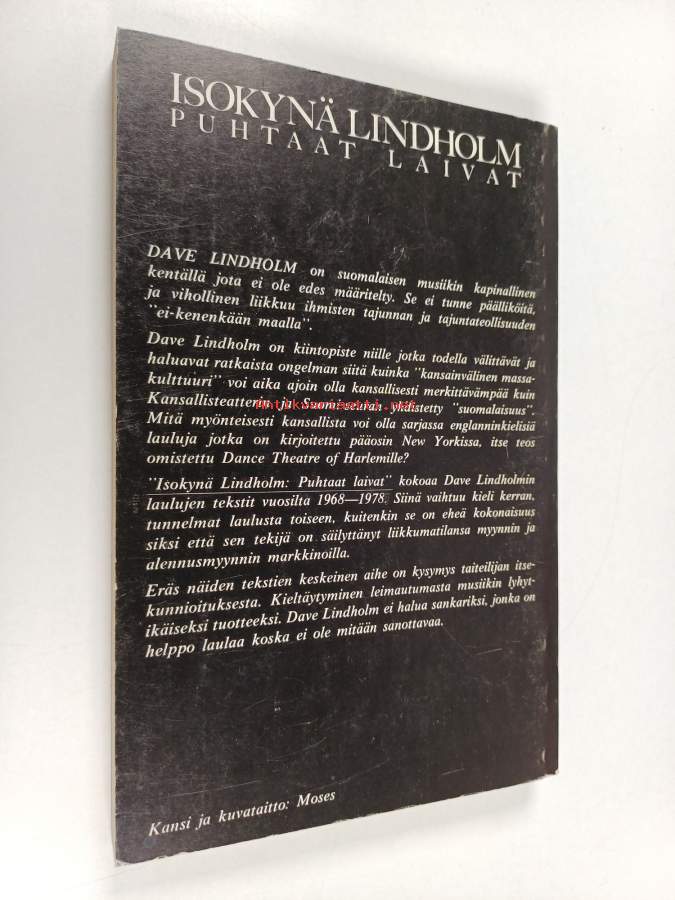 ISOKYNÄ LINDHOLM
PUHTAAT LAIVAT
DAVE LINDHOLM on suomalaisen musiikin kapinallinen
kentällä jota ei ole edes määritelty. Se ei tunne päälliköitä,
ja vihollinen liikkuu ihmisten tajunnan ja tajuntateollisuuden
"ei-kenenkään maalla".
Dave Lindholm on kiintopiste niille jotka todella välittävät ja
haluavat ratkaista ongelman siitä kuinka "kansainvälinen massa-
kulttuuri" voi aika ajoin olla kansallisesti merkittävämpää kuin
Kansallisteatterin ja Suomi-seuran yhdistetty "suomalaisuus".
Mitä myönteisesti kansallista voi olla sarjassa englanninkielisiä
lauluja jotka on kirjoitettu pääosin New Yorkissa, itse teos
omistettu Dance Theatre of Harlemille?
"Isokynä Lindholm: Puhtaat laivat" kokoaa Dave Lindholmin
laulujen tekstit vuosilta 1968—1978. Siinä vaihtuu kieli kerran,
tunnelmat laulusta toiseen, kuitenkin se on eheä kokonaisuus
siksi että sen tekijä on säilyttänyt liikkumatilansa myynnin ja
alennusmyynnin markkinoilla.
Eräs näiden tekstien keskeinen aihe on kysymys taiteilijan itse-
kunnioituksesta. Kieltäytyminen leimautumasta musiikin lyhyt-
ikäiseksi tuotteeksi. Dave Lindholm ei halua sankariksi, jonka on
helppo laulaa koska ei ole mitään sanottavaa.
Kansi ja kuvataitto: Moses